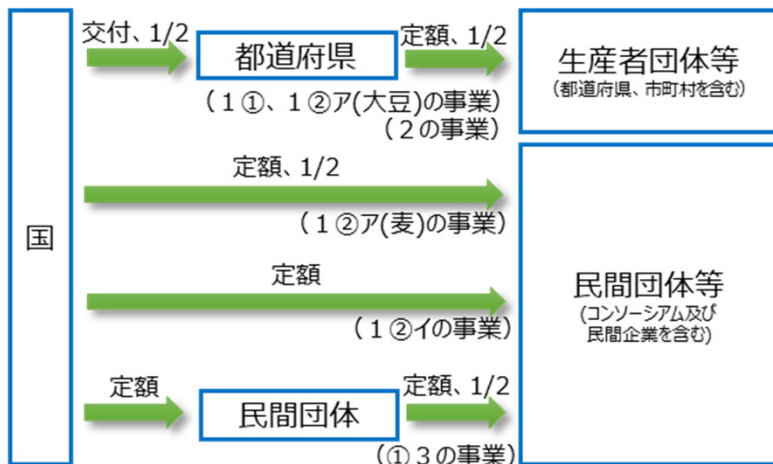 国
交付、1/2
都道府県
定額、1/2
生産者団体等
（都道府県、市町村を含む）
（１①、１②ア(大豆)の事業）
（２の事業）
定額、1/2
（１②ア(麦)の事業）
定額
（１②イの事業）
民間団体等
(コンソーシアム及び
民間企業を含む)
定額
民間団体
定額、1/2
（①３の事業）